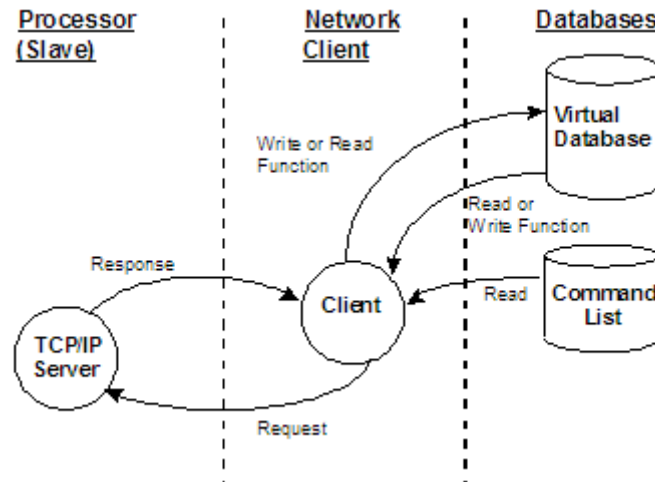 Processor
(Slave)
Network
Client
Databases
Virtual
Database
Write or Read
Function
Read or
Write Function
Response
Client
Read
Command
List
TCP/IP
Server
Request